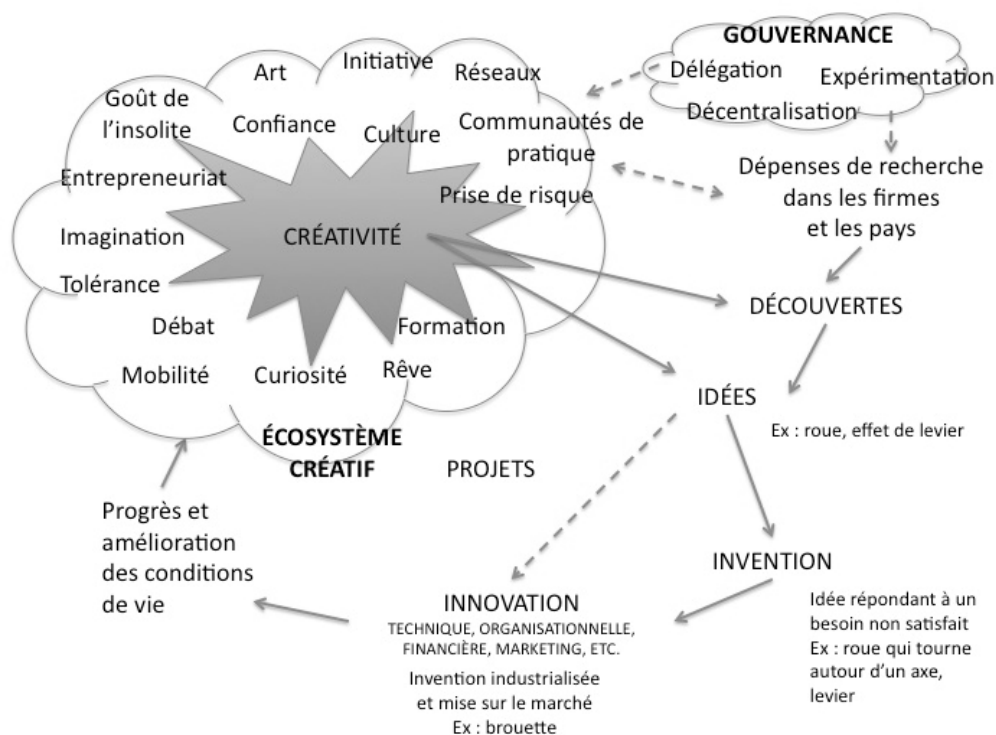 GOUVERNANCE
Délégation
Expérimentation
Décentralisation
Art
Initiative
Réseaux
Goût de
l'insolite
Confiance
Culture
Communautés de
pratique
Entrepreneuriat
Prise de risque
Imagination
CRÉATIVITÉ
Tolérance
Débat
Formation
Mobilité
Curiosité
Rêve
ÉCOSYSTÈME
CRÉATIF
PROJETS
Dépenses de recherche
dans les firmes
et les pays
DÉCOUVERTES
IDÉES
Ex : roue, effet de levier
INVENTION
Idée répondant à un
besoin non satisfait
Ex : roue qui tourne
autour d'un axe,
levier
INNOVATION
TECHNIQUE, ORGANISATIONNELLE,
FINANCIÈRE, MARKETING, ETC.
Invention industrialisée
et mise sur le marché
Ex : brouette
Progrès et
amélioration
des conditions
de vie